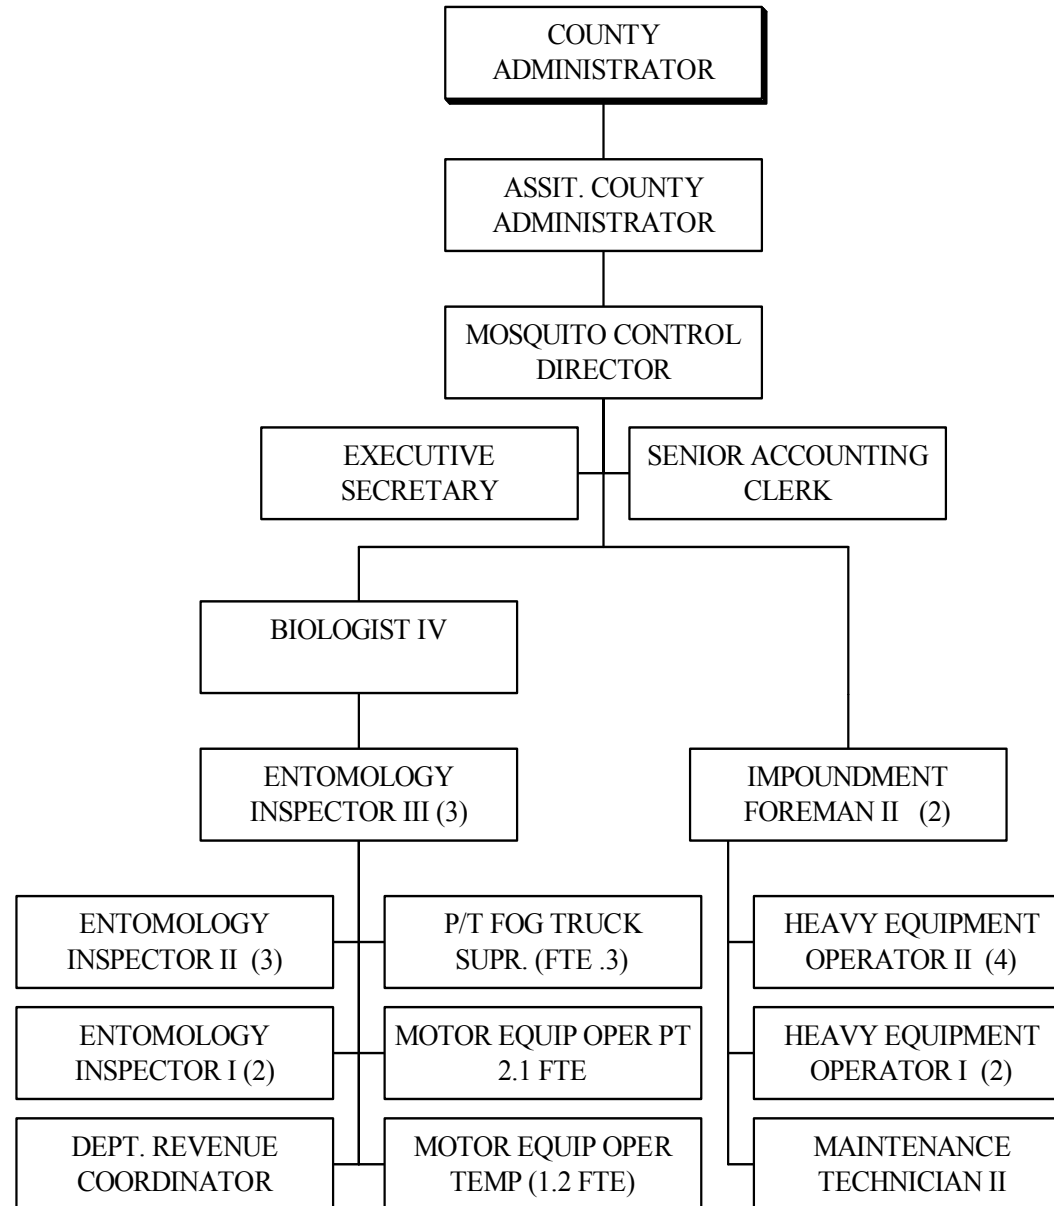 COUNTY
ADMINISTRATOR
ASSIT. COUNTY
ADMINISTRATOR
MOSQUITO CONTROL
DIRECTOR
EXECUTIVE
SECRETARY
SENIOR ACCOUNTING
CLERK
BIOLOGIST IV
ENTOMOLOGY
INSPECTOR III (3)
IMPOUNDMENT
FOREMAN II (2)
ENTOMOLOGY
INSPECTOR II (3)
P/T FOG TRUCK
SUPR. (FTE .3)
HEAVY EQUIPMENT
OPERATOR II (4)
ENTOMOLOGY
INSPECTOR I (2)
MOTOR EQUIP OPER PT
2.1 FTE
HEAVY EQUIPMENT
OPERATOR I (2)
DEPT. REVENUE
COORDINATOR
MOTOR EQUIP OPER
TEMP (1.2 FTE)
MAINTENANCE
TECHNICIAN II